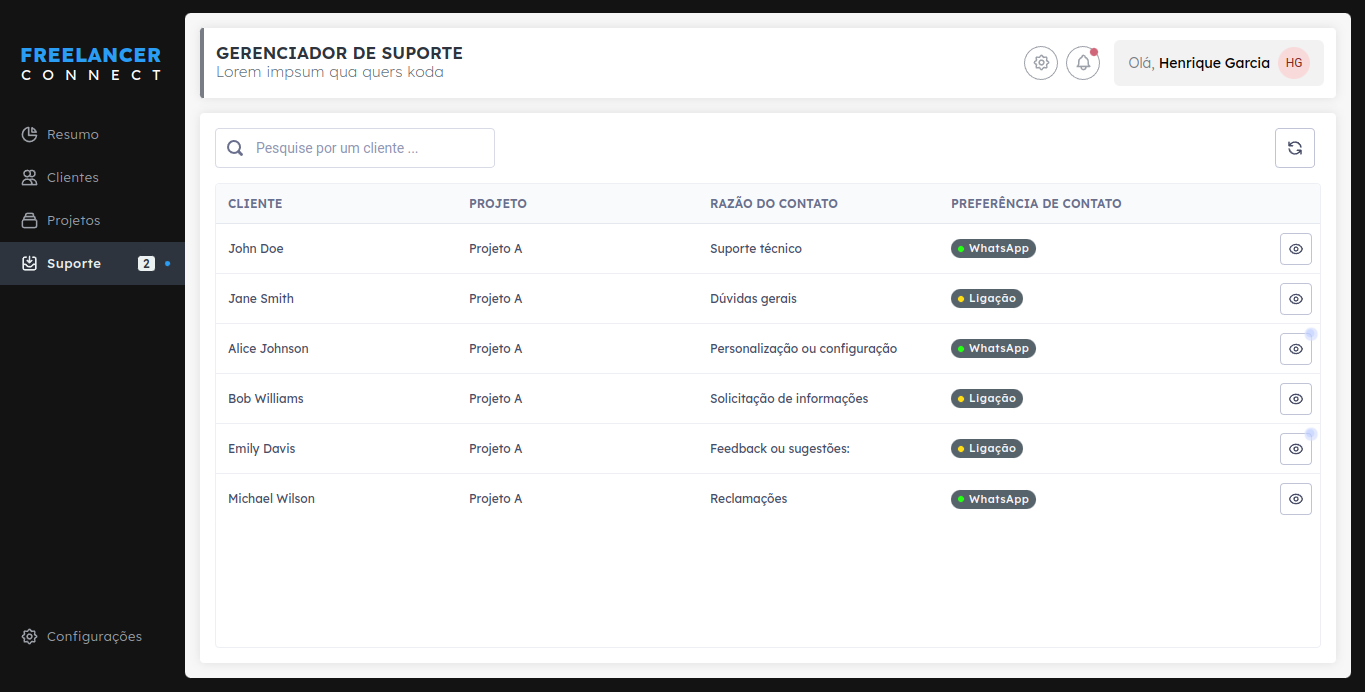 FREELANCER
CONNECT
Resumo
Clientes
Projetos
Suporte 2
Configurações
GERENCIADOR DE SUPORTE
Lorem impsum qua quers koda
Olá, Henrique Garcia HG
Pesquise por um cliente ...
CLIENTE PROJETO RAZÃO DO CONTATO PREFERÊNCIA DE CONTATO
John Doe Projeto A Suporte técnico WhatsApp
Jane Smith Projeto A Dúvidas gerais Ligação
Alice Johnson Projeto A Personalização ou configuração WhatsApp
Bob Williams Projeto A Solicitação de informações Ligação
Emily Davis Projeto A Feedback ou sugestões: Ligação
Michael Wilson Projeto A Reclamações WhatsApp